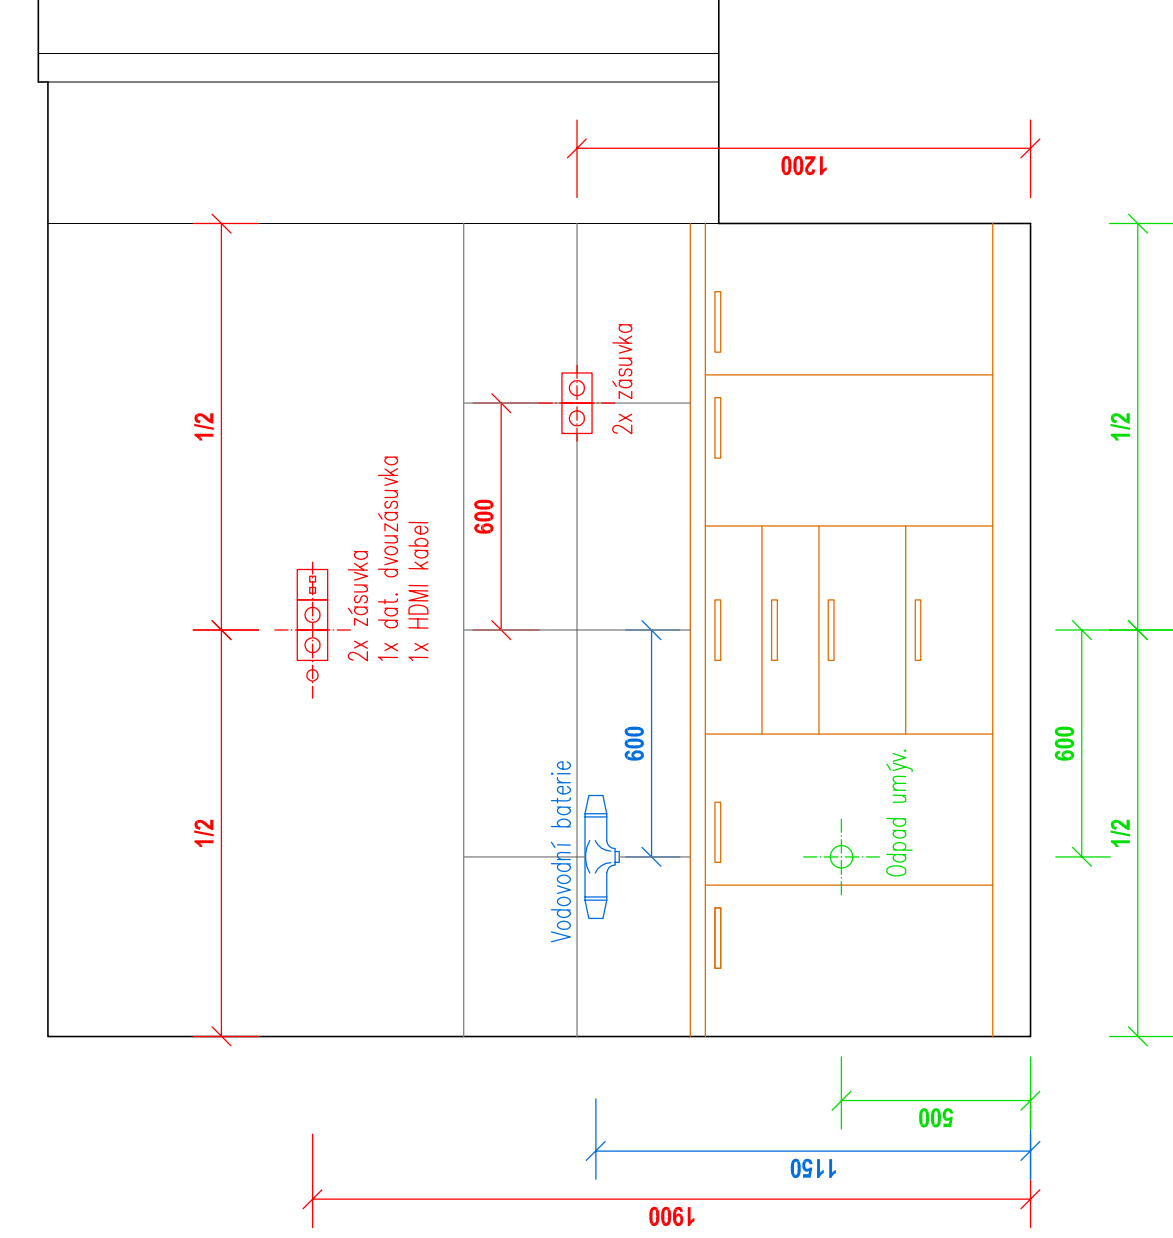 1/2
1/2
2x zásuvka
1x dat. dvouzásuvka
1x HDMI kabel
1900
600
600
Vodovodní baterie
2x zásuvka
1200
1150
Odpad umýv.
500
600
1/2
1/2